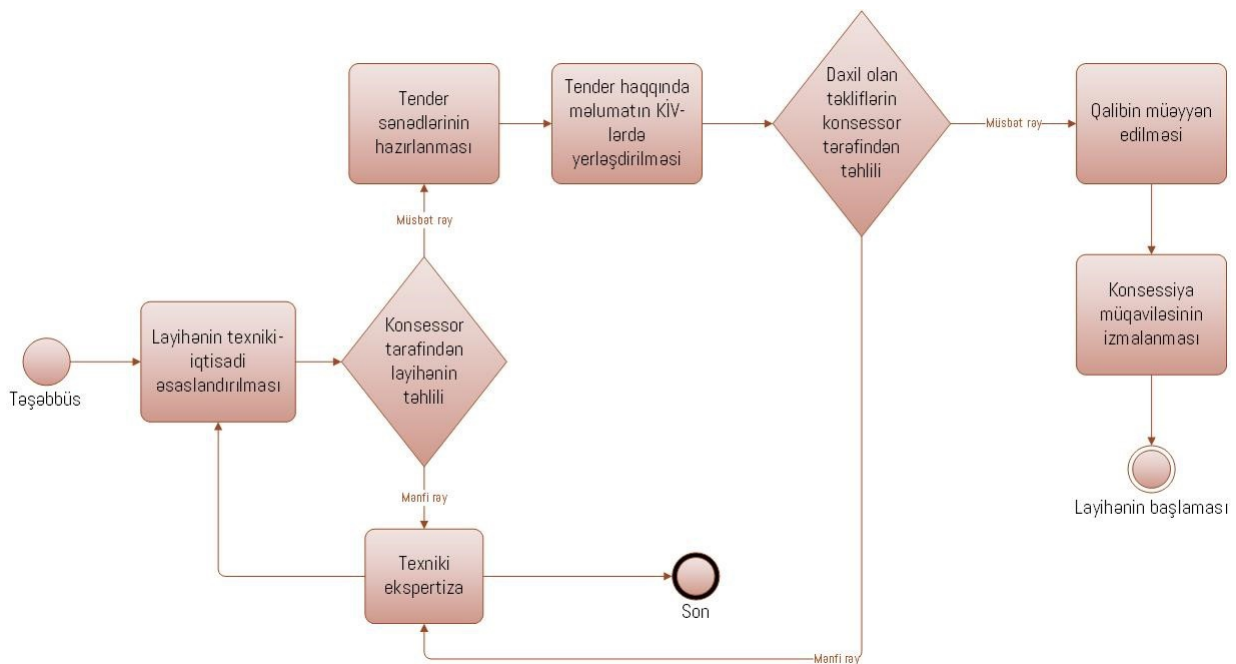 Təşəbbüs
Layihənin texniki-
iqtisadi
əsaslandırılması
Konsessor
tarafindən
layihənin
təhlili
Müsbət rəy
Tender
sənədlərinin
hazırlanması
Tender haqqında
məlumatın KİV-
lərdə
yerləşdirilməsi
Daxil olan
təkliflərin
konsessor
tərəfindən
təhlili
Müsbət rəy
Qalibin müəyyən
edilməsi
Konsessiya
müqaviləsinin
izmalanması
Layihənin başlaması
Mənfi rəy
Texniki
ekspertiza
Son
Mənfi rəy